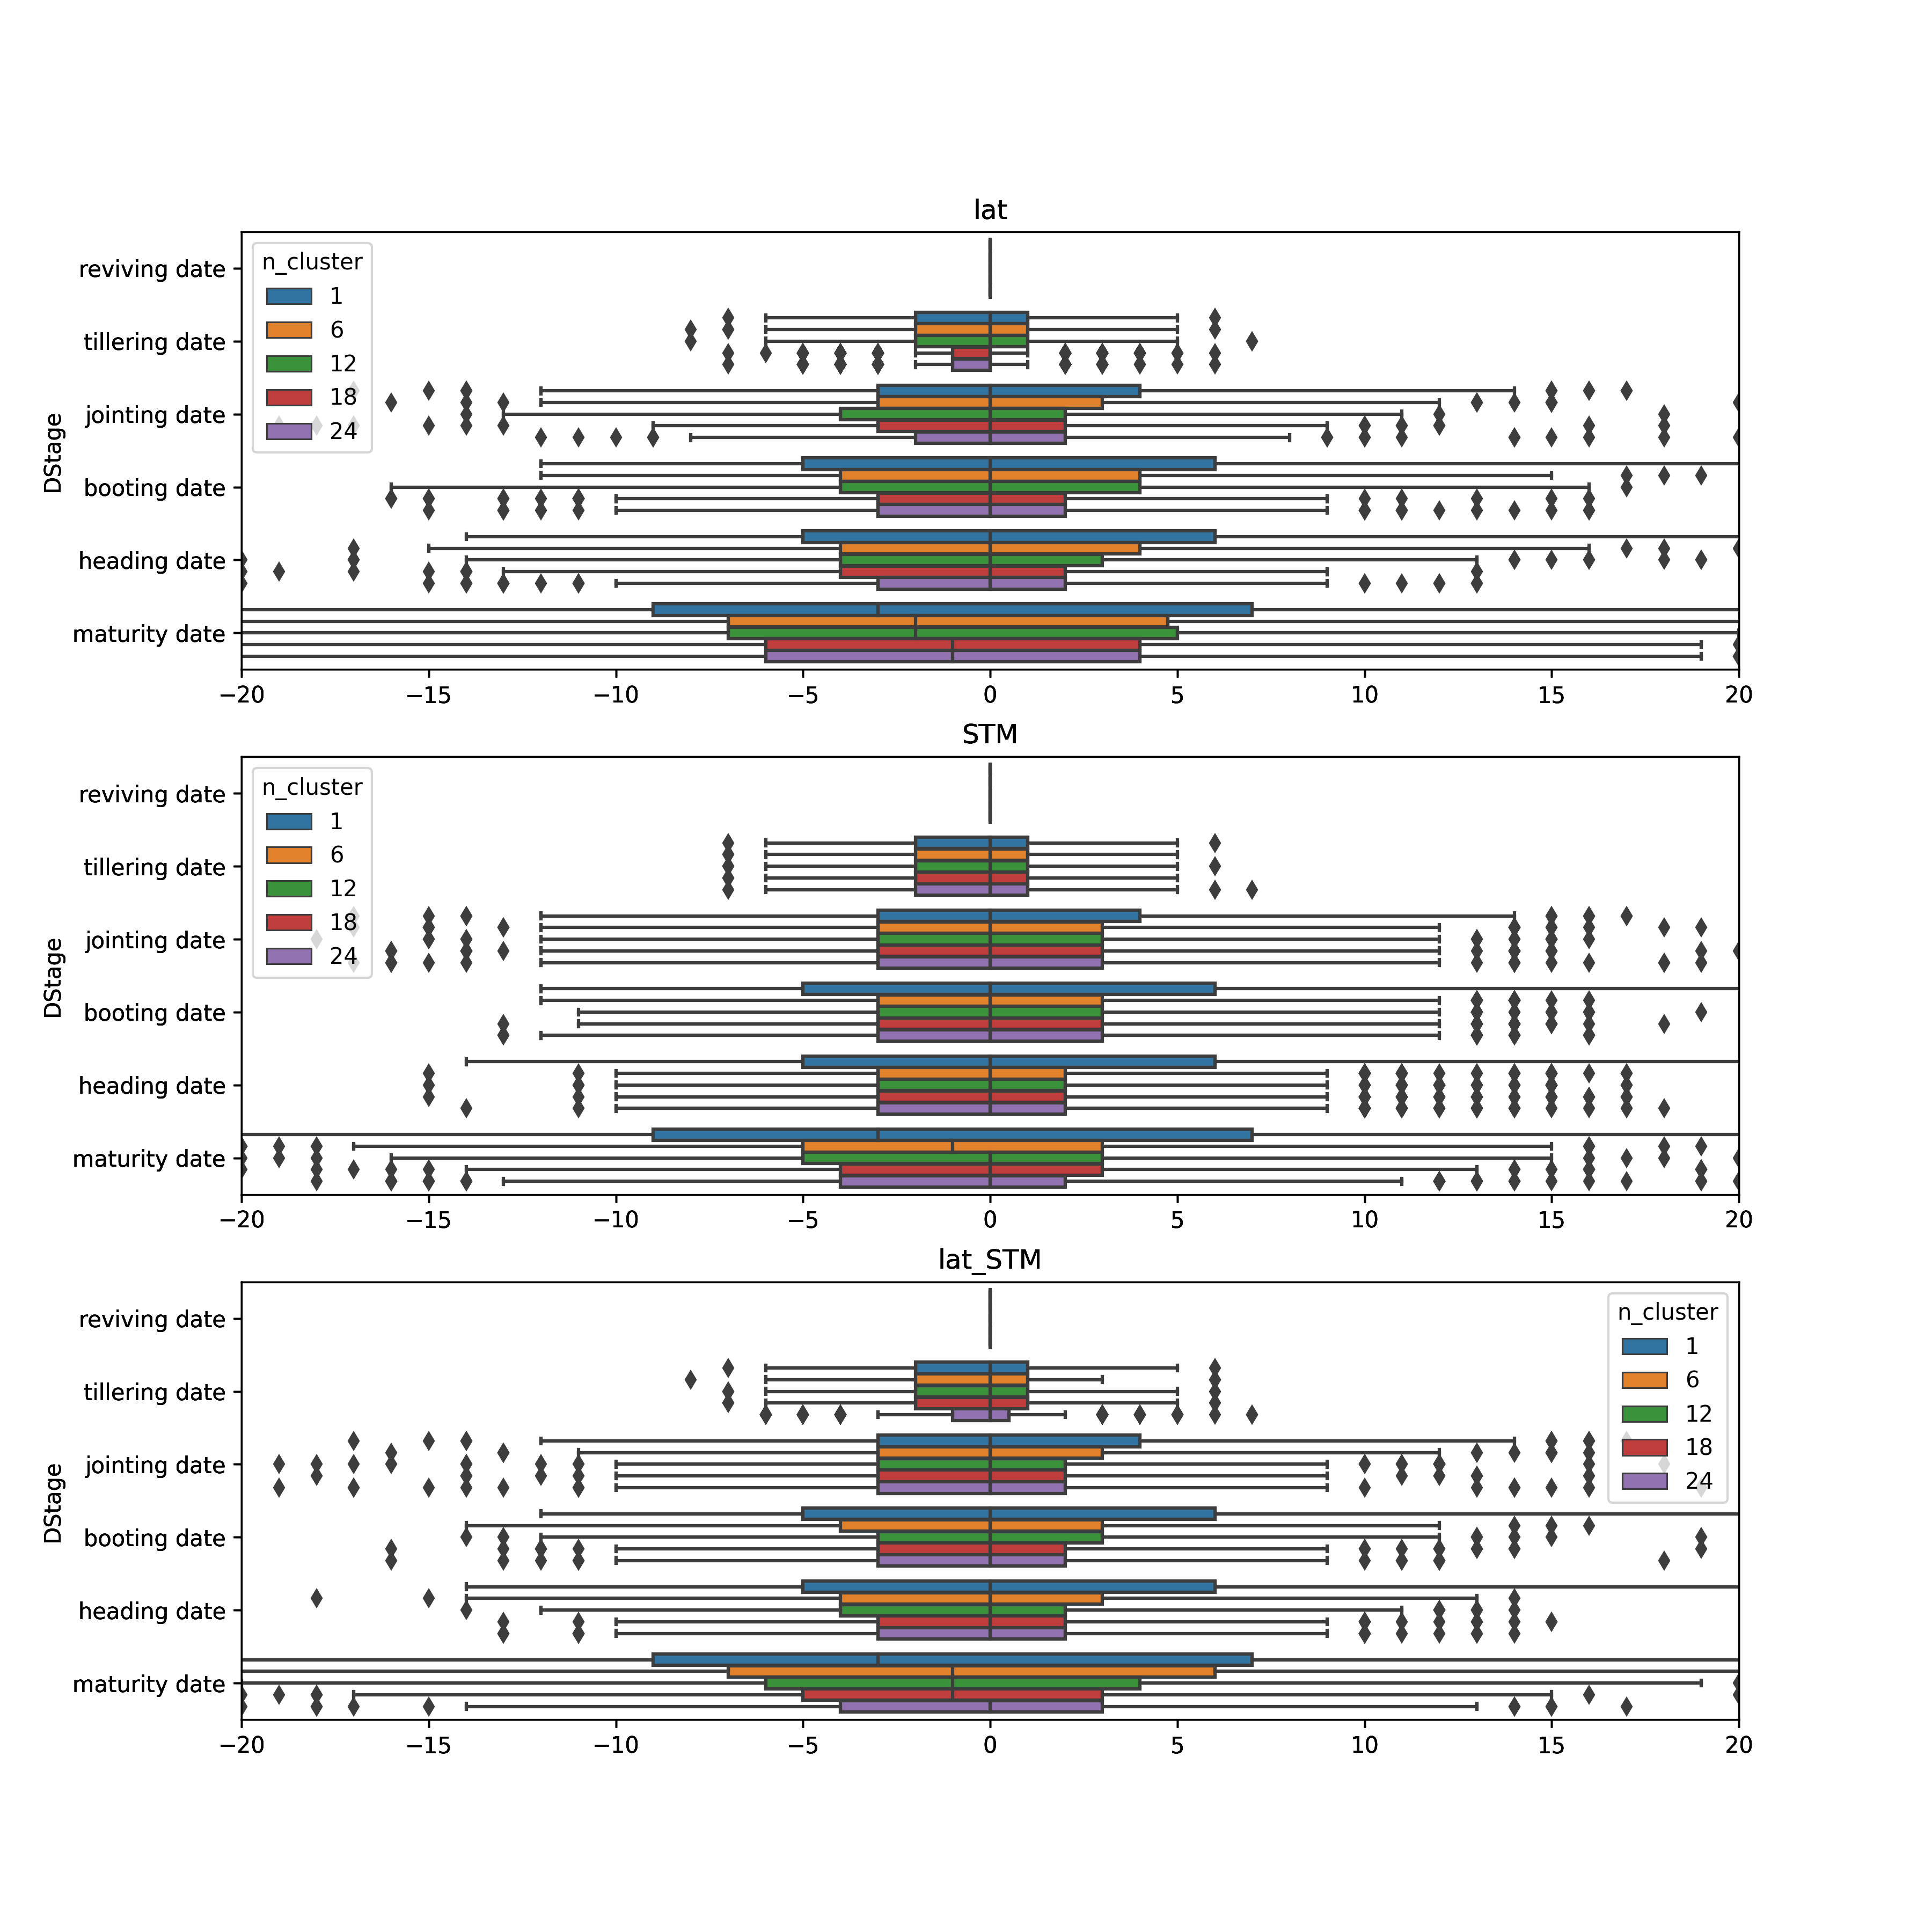 lat
n_cluster
1
6
12
18
24
DStage
reviving date
tillering date
jointing date
booting date
heading date
maturity date
−20 −15 −10 −5 0 5 10 15 20
STM
n_cluster
1
6
12
18
24
DStage
reviving date
tillering date
jointing date
booting date
heading date
maturity date
−20 −15 −10 −5 0 5 10 15 20
lat_STM
n_cluster
1
6
12
18
24
DStage
reviving date
tillering date
jointing date
booting date
heading date
maturity date
−20 −15 −10 −5 0 5 10 15 20